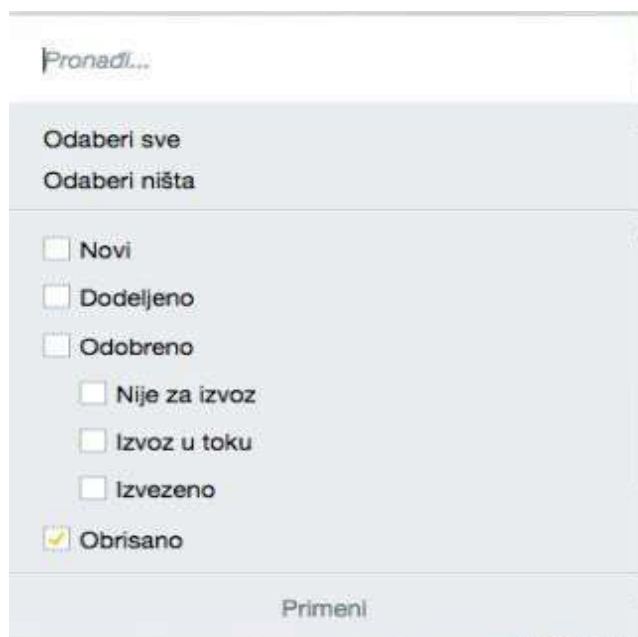 Pronađi...
Odaberi sve
Odaberi ništa
Novi
Dodeljeno
Odobreno
Nije za izvoz
Izvoz u toku
Izvezeno
Obrisano
Primeni